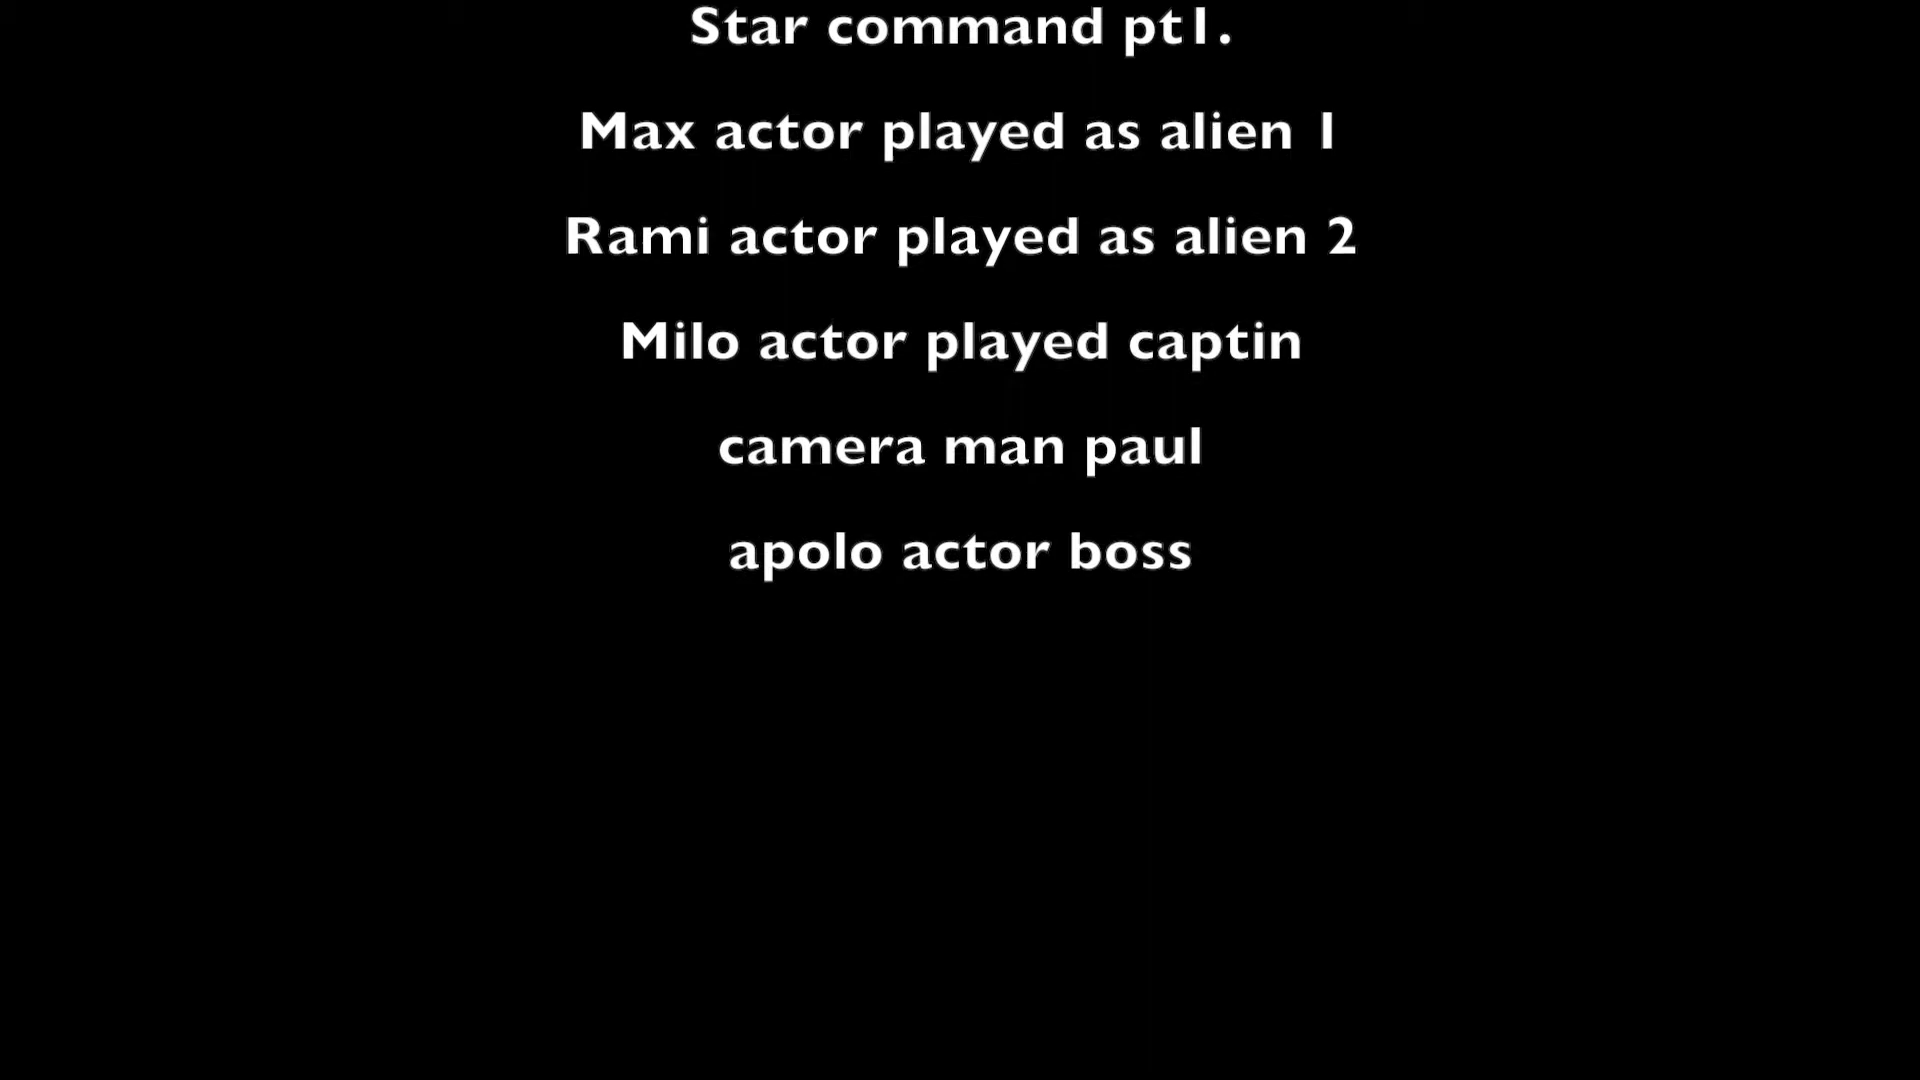 Star command pt1.
Max actor played as alien 1
Rami actor played as alien 2
Milo actor played captin
camera man paul
apolo actor boss